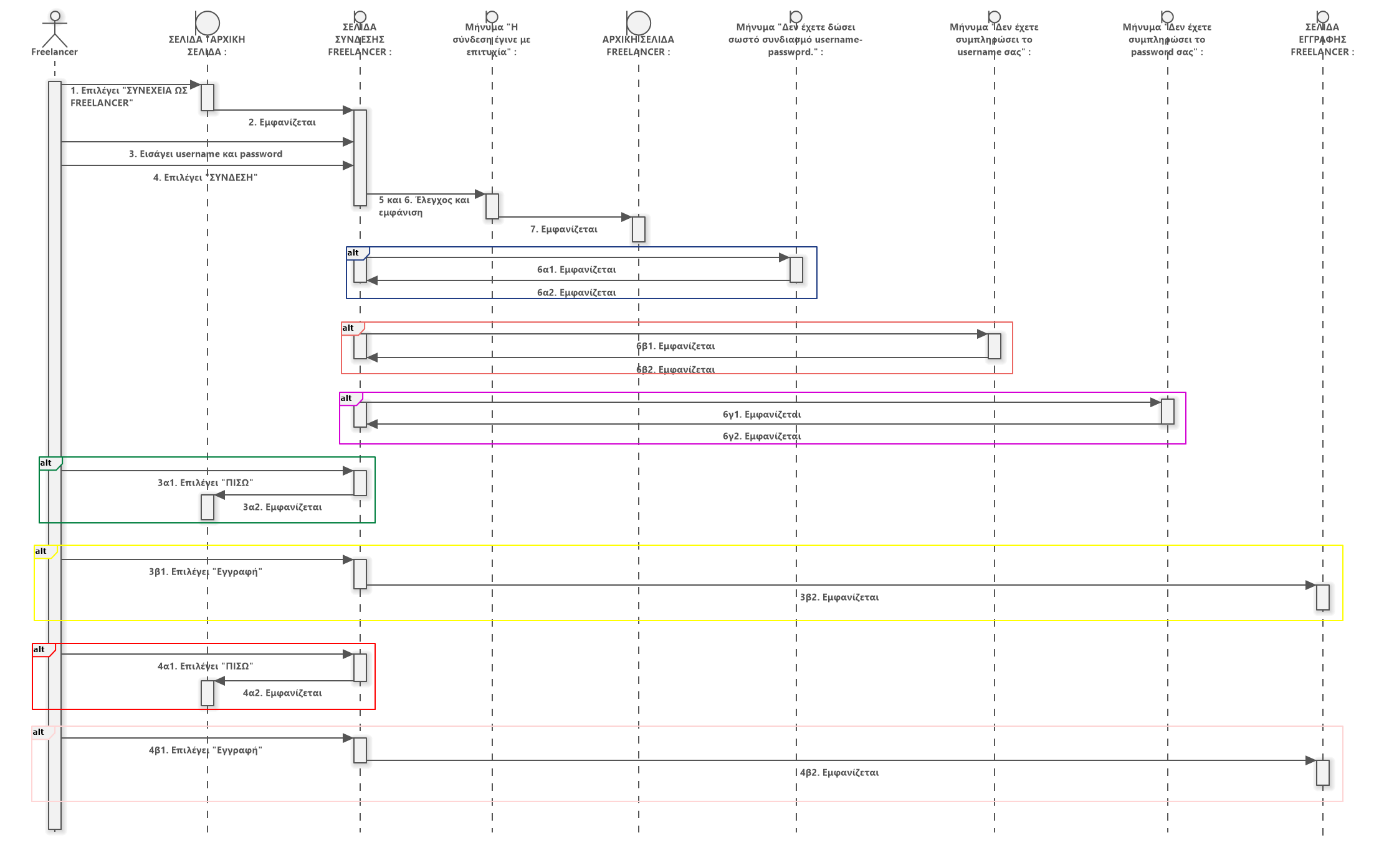 Freelancer
ΣΕΛΙΔΑ "ΑΡΧΙΚΗ
ΣΕΛΙΔΑ :
ΣΕΛΙΔΑ
ΣΥΝΔΕΣΗΣ
FREELANCER :
Μήνυμα "Η
σύνδεση έγινε με
επιτυχία" :
ΑΡΧΙΚΗ ΣΕΛΙΔΑ
FREELANCER :
Μήνυμα "Δεν έχετε δώσει
σωστό συνδιασμό username-
password." :
Μήνυμα "Δεν έχετε
συμπληρώσει το
username σας" :
Μήνυμα "Δεν έχετε
συμπληρώσει το
password σας" :
ΣΕΛΙΔΑ
ΕΓΓΡΑΦΗΣ
FREELANCER :
1. Επιλέγει "ΣΥΝΕΧΕΙΑ ΩΣ
FREELANCER"
2. Εμφανίζεται
3. Εισάγει username και password
4. Επιλέγει "ΣΥΝΔΕΣΗ"
5 και 6. Έλεγχος και
εμφάνιση
7. Εμφανίζεται
alt
6α1. Εμφανίζεται
6α2. Εμφανίζεται
alt
6β1. Εμφανίζεται
6β2. Εμφανίζεται
alt
6γ1. Εμφανίζεται
6γ2. Εμφανίζεται
alt
3α1. Επιλέγει "ΠΙΣΩ"
3α2. Εμφανίζεται
alt
3β1. Επιλέγει "Εγγραφή"
3β2. Εμφανίζεται
alt
4α1. Επιλέγει "ΠΙΣΩ"
4α2. Εμφανίζεται
alt
4β1. Επιλέγει "Εγγραφή"
4β2. Εμφανίζεται